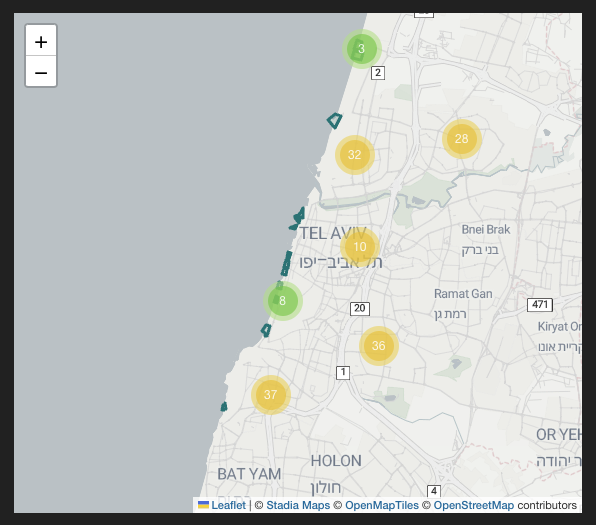 +
−
3
2
32
28
TEL AVIV
תל אביב-יפו
10
Bnei Brak
בני ברק
8
20
Ramat Gan
רמת גן
471
Kiryat On
קריית אונו
36
1
37
OR YEH
ר יהודה
BAT YAM
HOLON
חולון
4
Leaflet | © Stadia Maps © OpenMapTiles © OpenStreetMap contributors